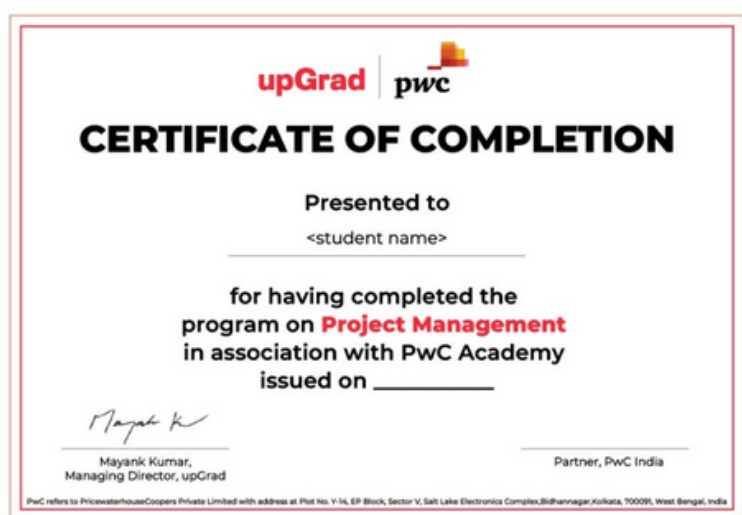 upGrad
pwc
CERTIFICATE OF COMPLETION
Presented to
<student name>
for having completed the
program on Project Management
in association with PwC Academy
issued on __________
Mayank K
Mayank Kumar,
Managing Director, upGrad
Partner, PwC India
PwC refers to PricewaterhouseCoopers Private Limited with address at Plot No. Y-14, EP Block, Sector V, Salt Lake Electronics Complex,Bidhannagar,Kolkata, 700091, West Bengal, India